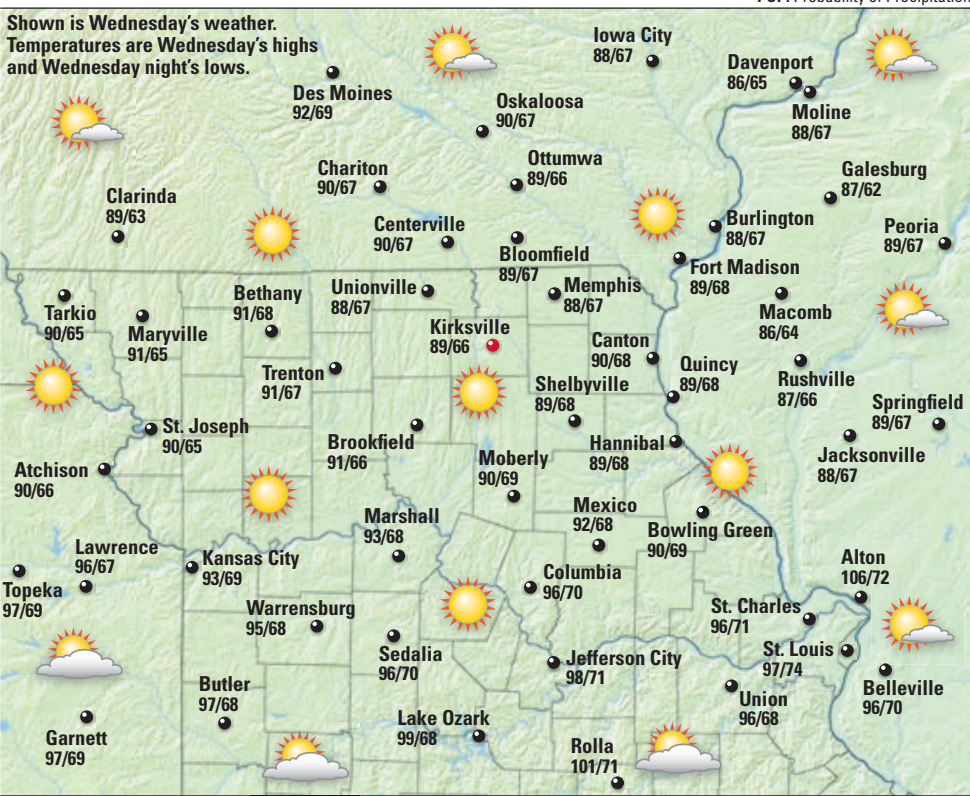 POP: Probability of Precipitation
Shown is Wednesday's weather.
Temperatures are Wednesday's highs
and Wednesday night's lows.
Iowa City
88/67
Davenport
86/65
Des Moines
92/69
Moline
88/67
Oskaloosa
90/67
Ottumwa
89/66
Chariton
90/67
Galesburg
87/62
Clarinda
89/63
Centerville
90/67
Burlington
88/67
Peoria
89/67
Bloomfield
89/67
Fort Madison
89/68
Unionville
88/67
Memphis
88/67
Bethany
91/68
Tarkio
90/65
Maryville
91/65
Macomb
86/64
Kirksville
89/66
Canton
90/68
Quincy
89/68
Trenton
91/67
Shelbyville
89/68
Rushville
87/66
Springfield
89/67
St. Joseph
90/65
Brookfield
91/66
Hannibal
89/68
Jacksonville
88/67
Atchison
90/66
Moberly
90/69
Mexico
92/68
Bowling Green
90/69
Marshall
93/68
Lawrence
96/67
Kansas City
93/69
Alton
106/72
Columbia
96/70
Topeka
97/69
Warrensburg
95/68
St. Charles
96/71
Sedalia
96/70
Jefferson City
98/71
St. Louis
97/74
Butler
97/68
Union
96/68
Belleville
96/70
Lake Ozark
99/68
Garnett
97/69
Rolla
101/71